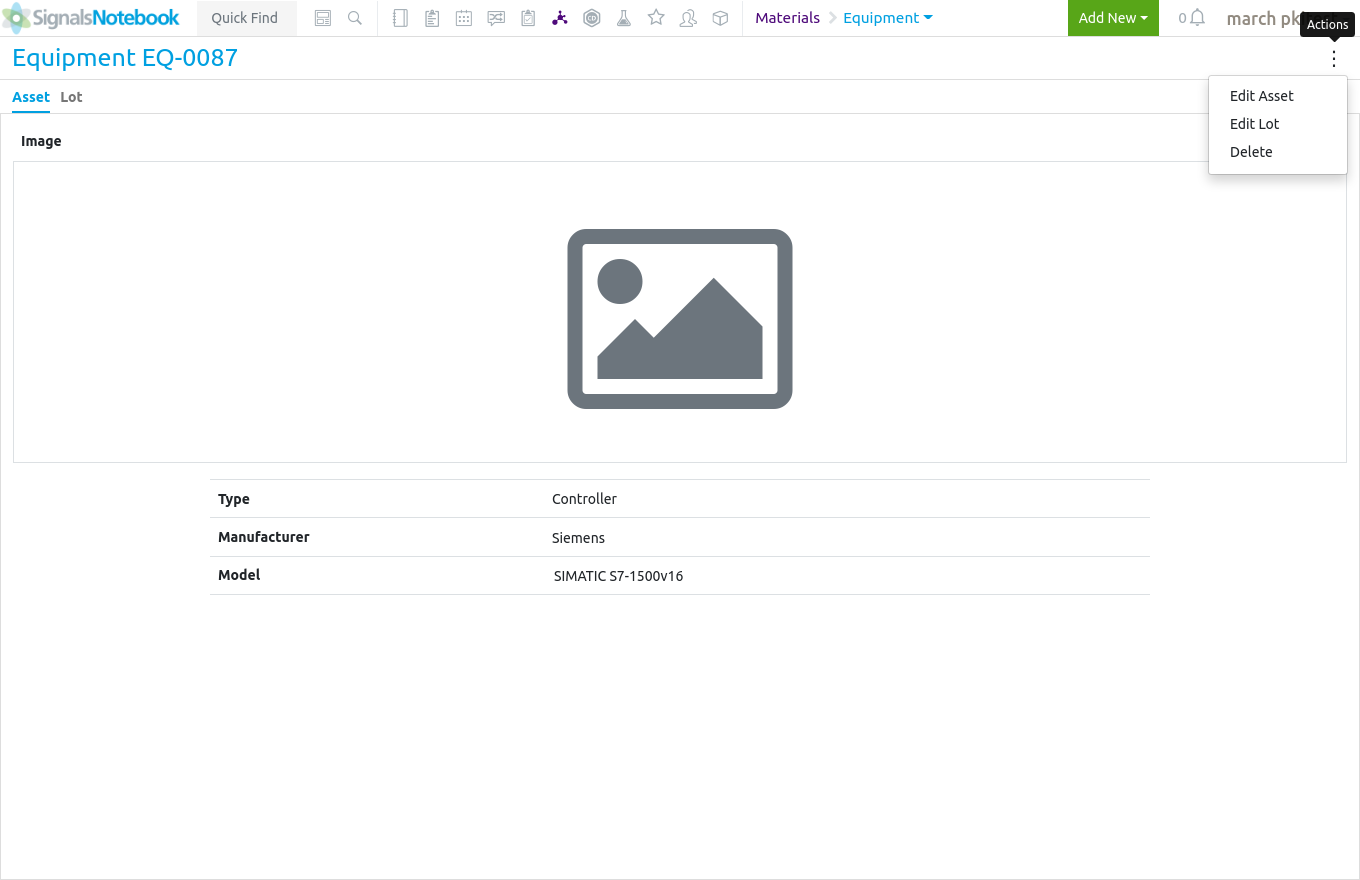 SignalsNotebook
Quick Find
Materials
Equipment
Add New
0
march pk
Actions
Equipment EQ-0087
Edit Asset
Edit Lot
Delete
Asset
Lot
Image
Type
Controller
Manufacturer
Siemens
Model
SIMATIC S7-1500v16